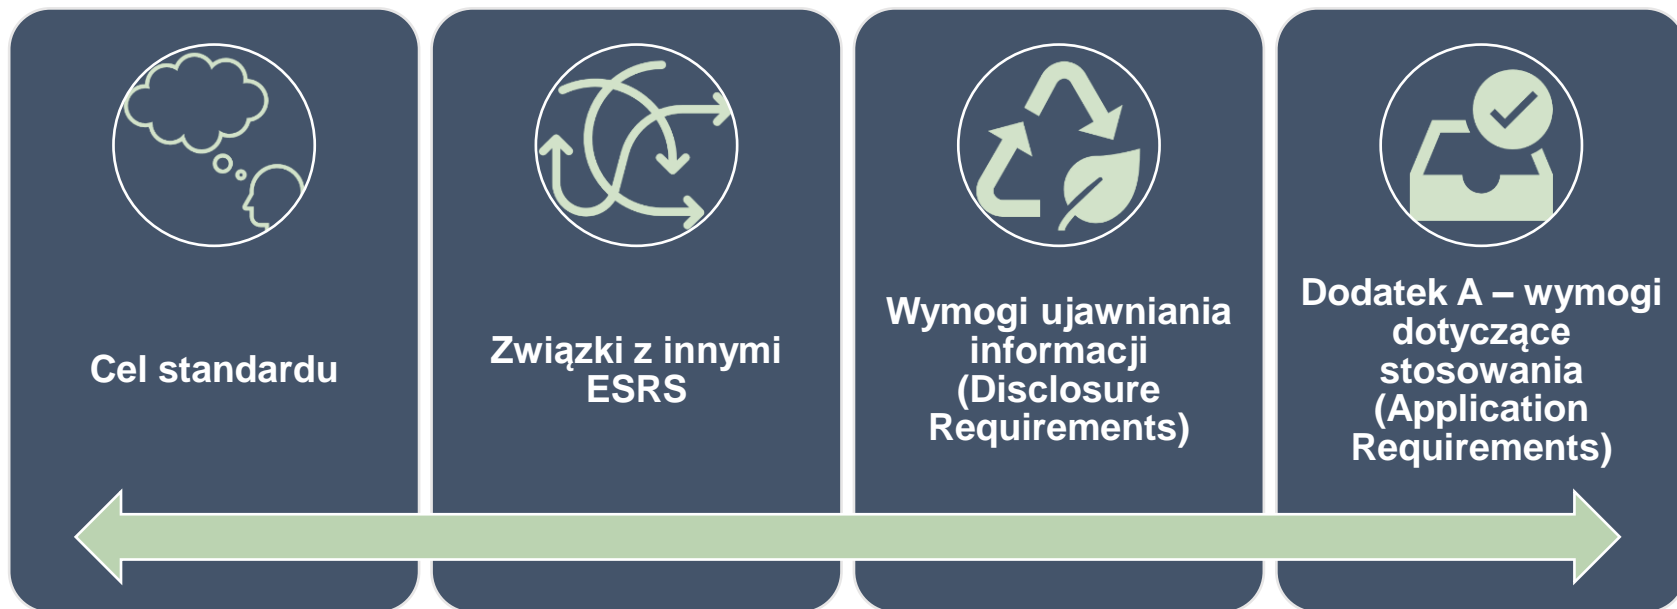 Cel standardu
Związki z innymi
ESRS
Wymogi ujawniania
informacji
(Disclosure
Requirements)
Dodatek A – wymogi
dotyczące
stosowania
(Application
Requirements)